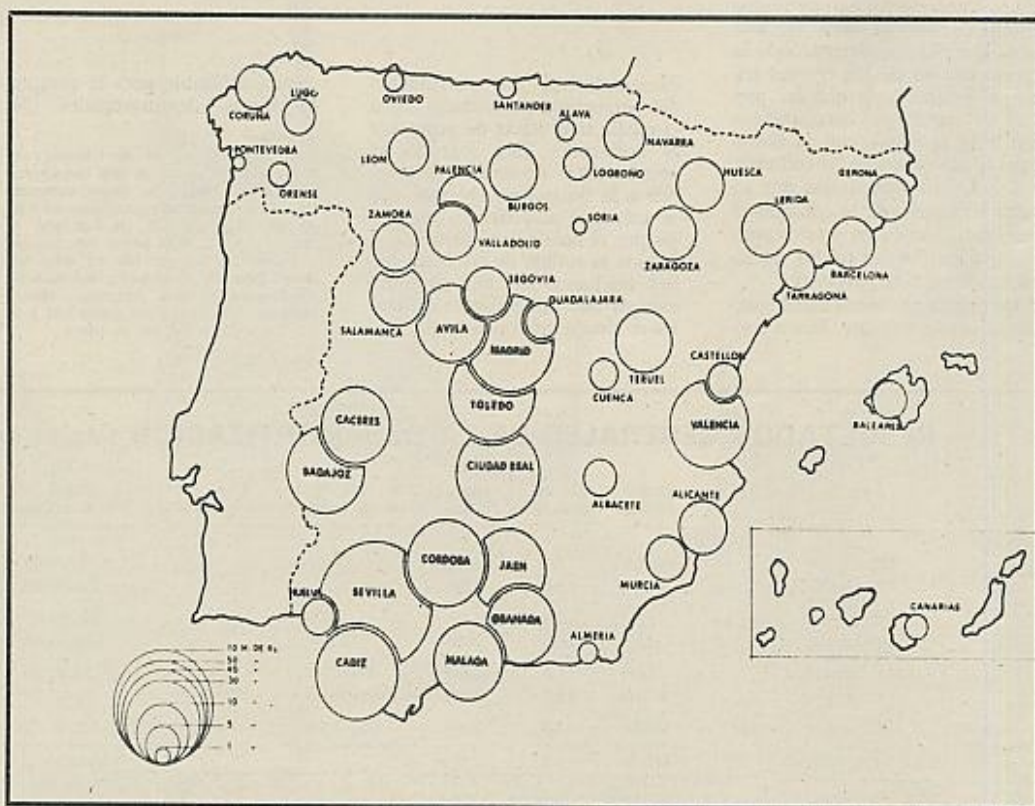 CORUÑA
LUGO
OVIEDO
SANTANDER
ALAVA
NAVARRA
PONTEVEDRA
ORENSE
LEON
PALENCIA
BURGOS
LOGROÑO
HUESCA
GERONA
LERIDA
ZAMORA
VALLADOLID
SORIA
ZARAGOZA
BARCELONA
TARRAGONA
SEGOVIA
GUADALAJARA
SALAMANCA
AVILA
MADRID
TERUEL
CASTELLON
CUENCA
CACERES
TOLEDO
VALENCIA
BALEARES
BADAJOZ
CIUDAD REAL
ALBACETE
ALICANTE
CORDOBA
JAEN
MURCIA
HUELVA
SEVILLA
GRANADA
ALMERIA
CANARIAS
CADIZ
MALAGA
50 "
40 "
30 "
10 "
5 "
1 "